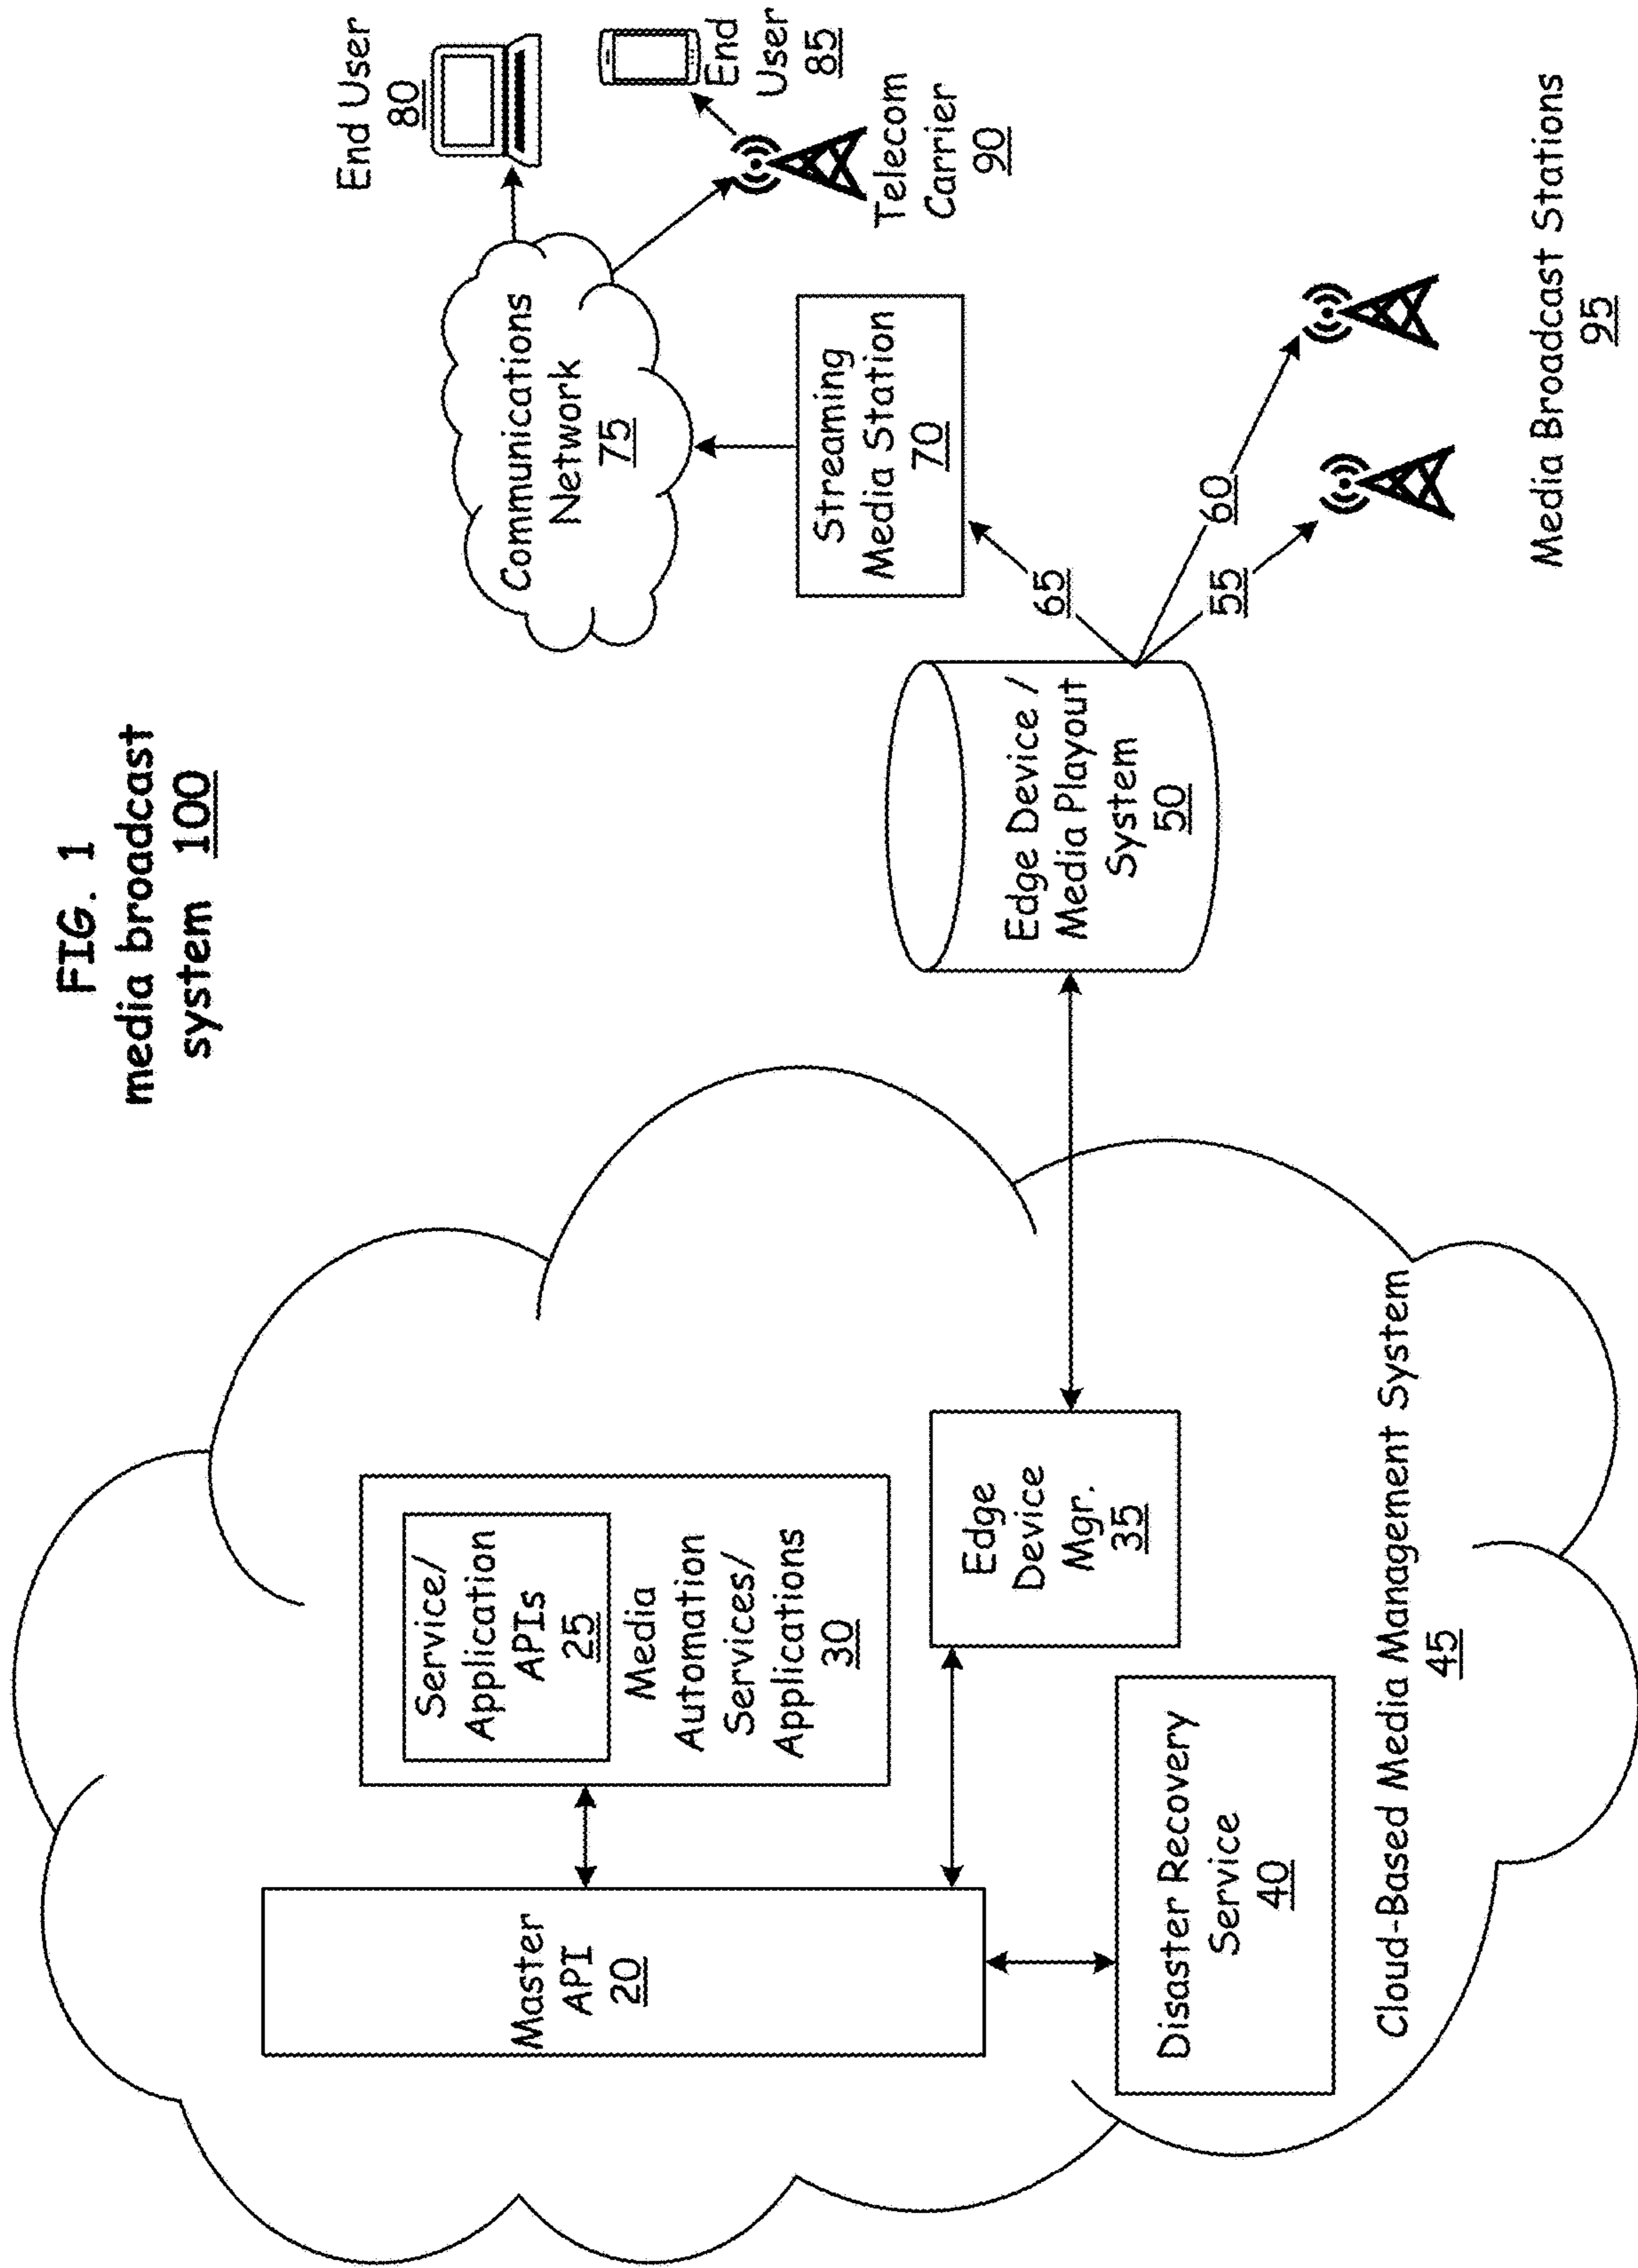 FIG. 1
media broadcast
system 100
Master
API
20
Service/
Application
APIs
25
Media
Automation
Services/
Applications
30
Edge
Device
Mgr.
35
Disaster Recovery
Service
40
Cloud-Based Media Management System
45
Edge Device /
Media Playout
System
50
65
60
55
Streaming
Media Station
70
Communications
Network
75
End User
80
End
User
85
Telecom
Carrier
90
Media Broadcast Stations
95